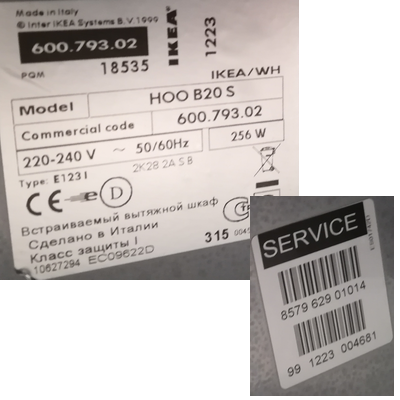 Made in Italy
© Inter IKEA Systems B.V. 1999
600.793.02
IKEA
1223
PQM 18535
IKEA/WH
Model HOO B20 S
Commercial code 600.793.02
220-240 V ~ 50/60Hz 256 W
2K28.2A S B
Type: E123I
CE e D
Встраиваемый вытяжной шкаф
Сделано в Италии
Класс защиты I 315
10627294 EC09622D
SERVICE
8579 629 01014
99 1223 004681